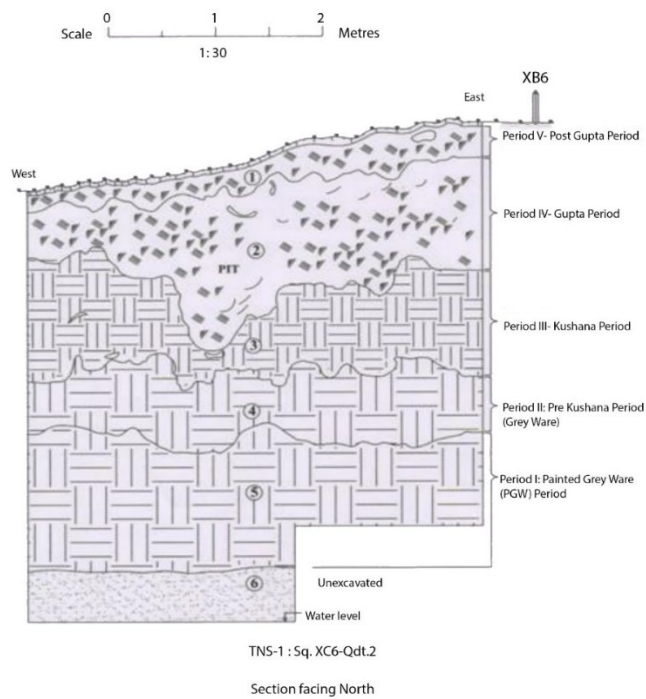 0 1 2
Scale Metres
1:30
XB6
East
Period V- Post Gupta Period
West
1
Period IV- Gupta Period
2
PIT
Period III- Kushana Period
3
Period II: Pre Kushana Period
(Grey Ware)
4
Period I: Painted Grey Ware
(PGW) Period
5
6
Unexcavated
Water level
TNS-1 : Sq. XC6-Qdt.2
Section facing North